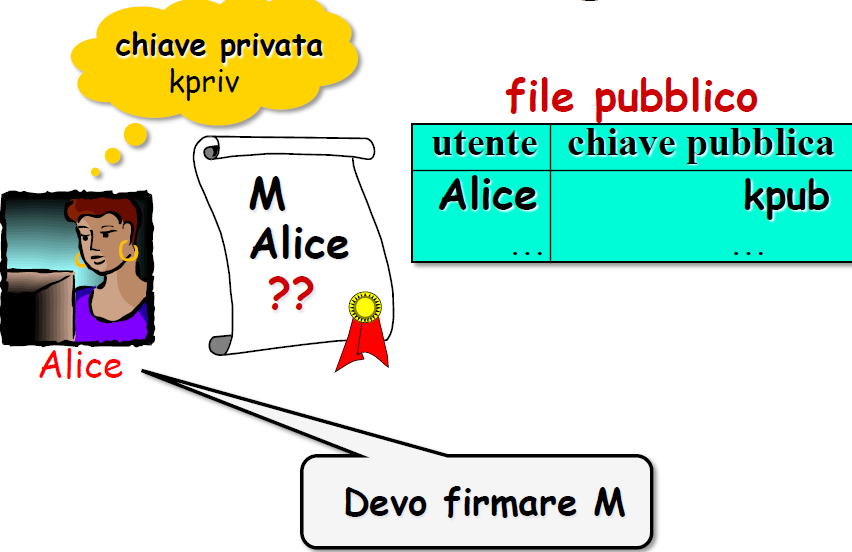 chiave privata
kpriv
file pubblico
utente chiave pubblica
Alice kpub
... ...
M
Alice
??
Alice
Devo firmare M